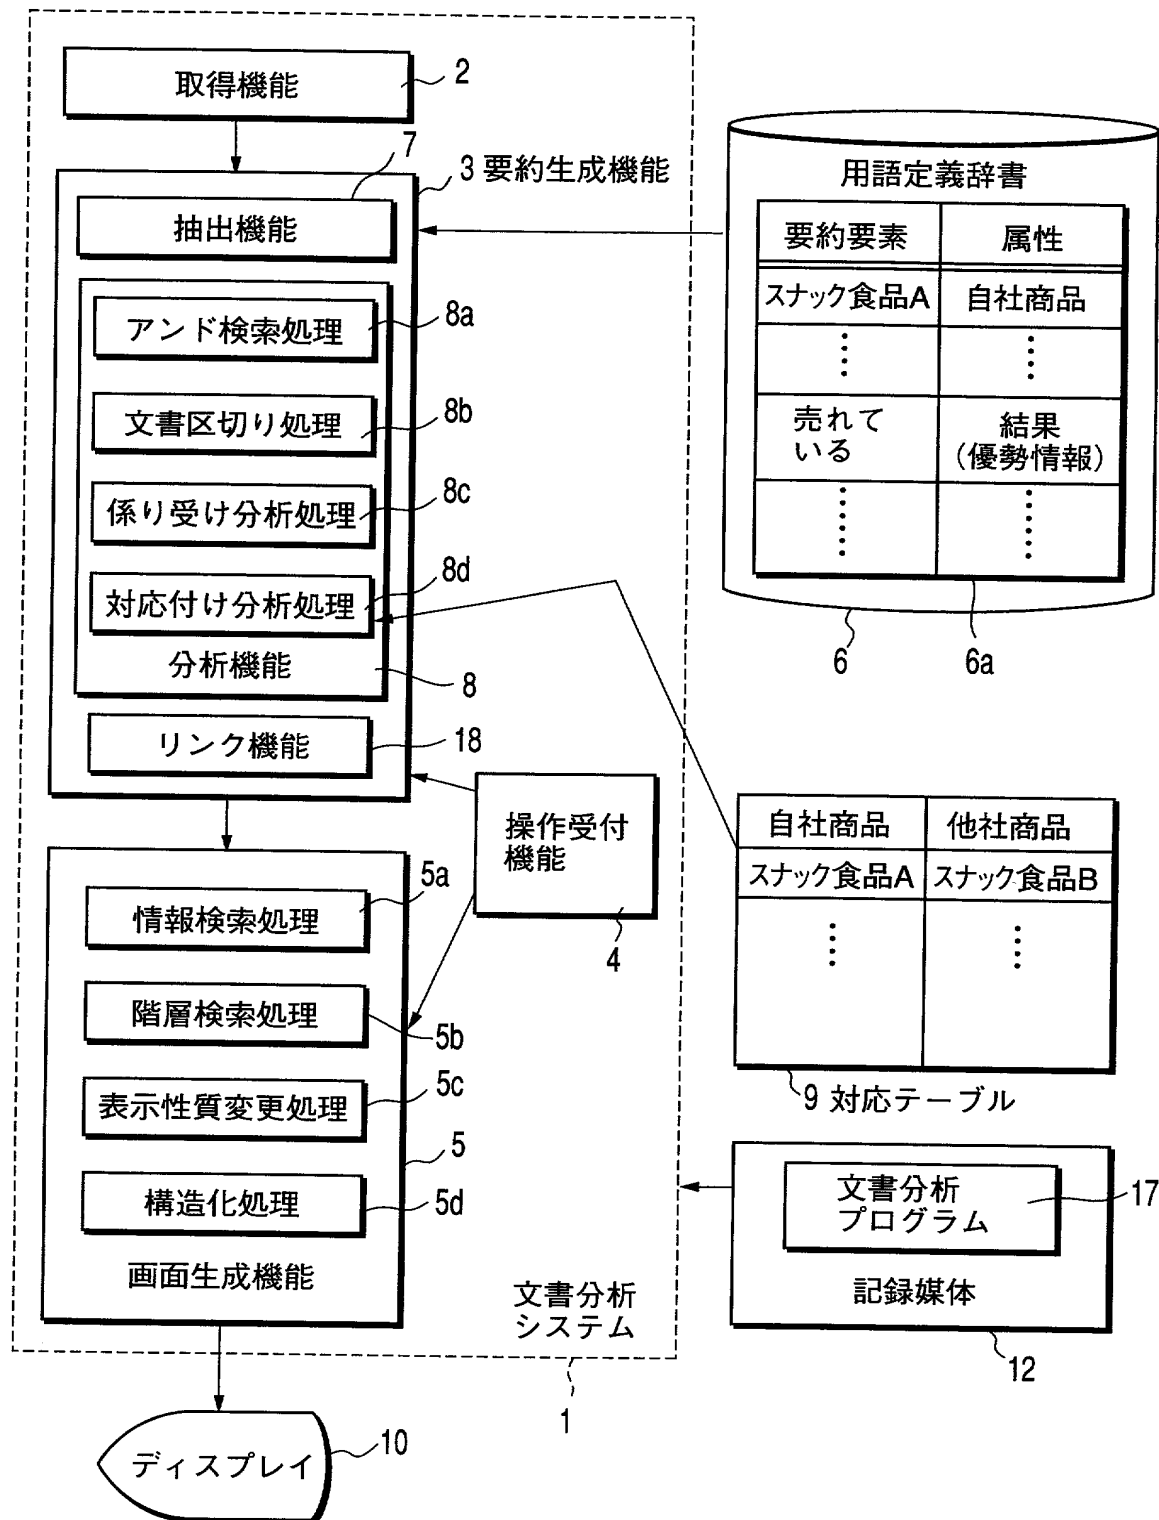 取得機能
2
7
3 要約生成機能
抽出機能
アンド検索処理
8a
文書区切り処理
8b
係り受け分析処理
8c
対応付け分析処理
8d
分析機能
8
リンク機能
18
操作受付
機能
4
情報検索処理
5a
階層検索処理
5b
表示性質変更処理
5c
5
構造化処理
5d
画面生成機能
文書分析
システム
1
ディスプレイ
10
用語定義辞書
要約要素 属性
スナック食品A 自社商品
売れて
いる
結果
(優勢情報)
6
6a
自社商品 他社商品
スナック食品A スナック食品B
9 対応テーブル
文書分析
プログラム
17
記録媒体
12